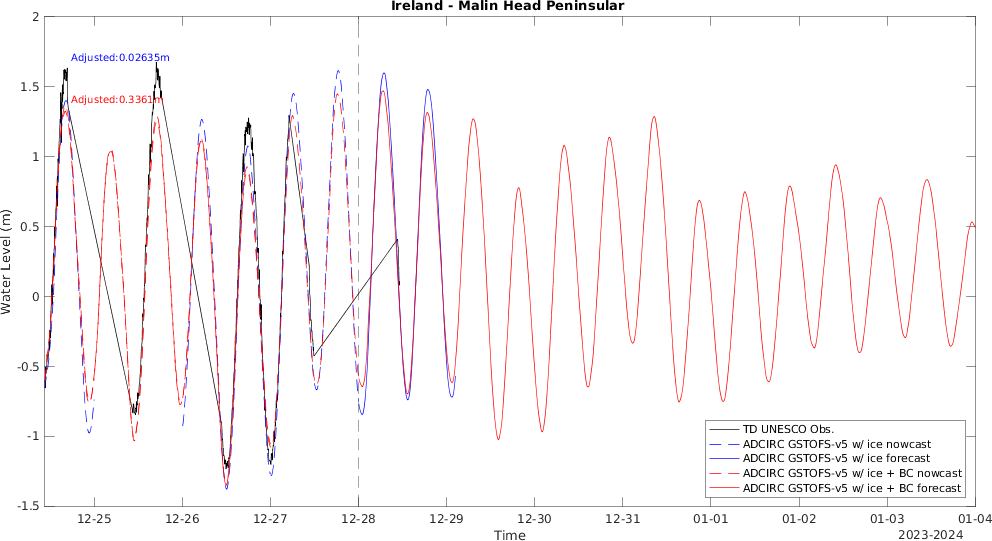 Ireland - Malin Head Peninsular
2
1.5
1
0.5
0
-0.5
-1
-1.5
Water Level (m)
Adjusted:0.02635m
Adjusted:0.3361m
TD UNESCO Obs.
ADCIRC GSTOFS-v5 w/ ice nowcast
ADCIRC GSTOFS-v5 w/ ice forecast
ADCIRC GSTOFS-v5 w/ ice + BC nowcast
ADCIRC GSTOFS-v5 w/ ice + BC forecast
12-25 12-26 12-27 12-28 12-29 12-30 12-31 01-01 01-02 01-03 01-04
Time
2023-2024